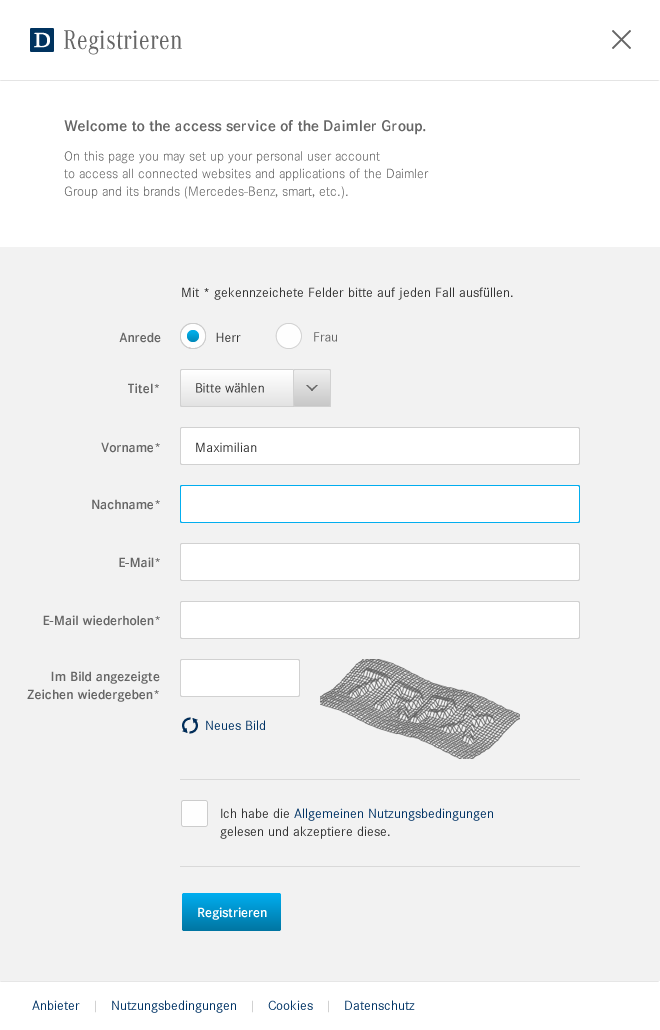 D Registrieren
Welcome to the access service of the Daimler Group.
On this page you may set up your personal user account
to access all connected websites and applications of the Daimler
Group and its brands (Mercedes-Benz, smart, etc.).
Mit * gekennzeichete Felder bitte auf jeden Fall ausfüllen.
Anrede Herr Frau
Titel* Bitte wählen
Vorname* Maximilian
Nachname*
E-Mail*
E-Mail wiederholen*
Im Bild angezeigte
Zeichen wiedergeben*
Neues Bild
Ich habe die Allgemeinen Nutzungsbedingungen
gelesen und akzeptiere diese.
Registrieren
Anbieter | Nutzungsbedingungen | Cookies | Datenschutz